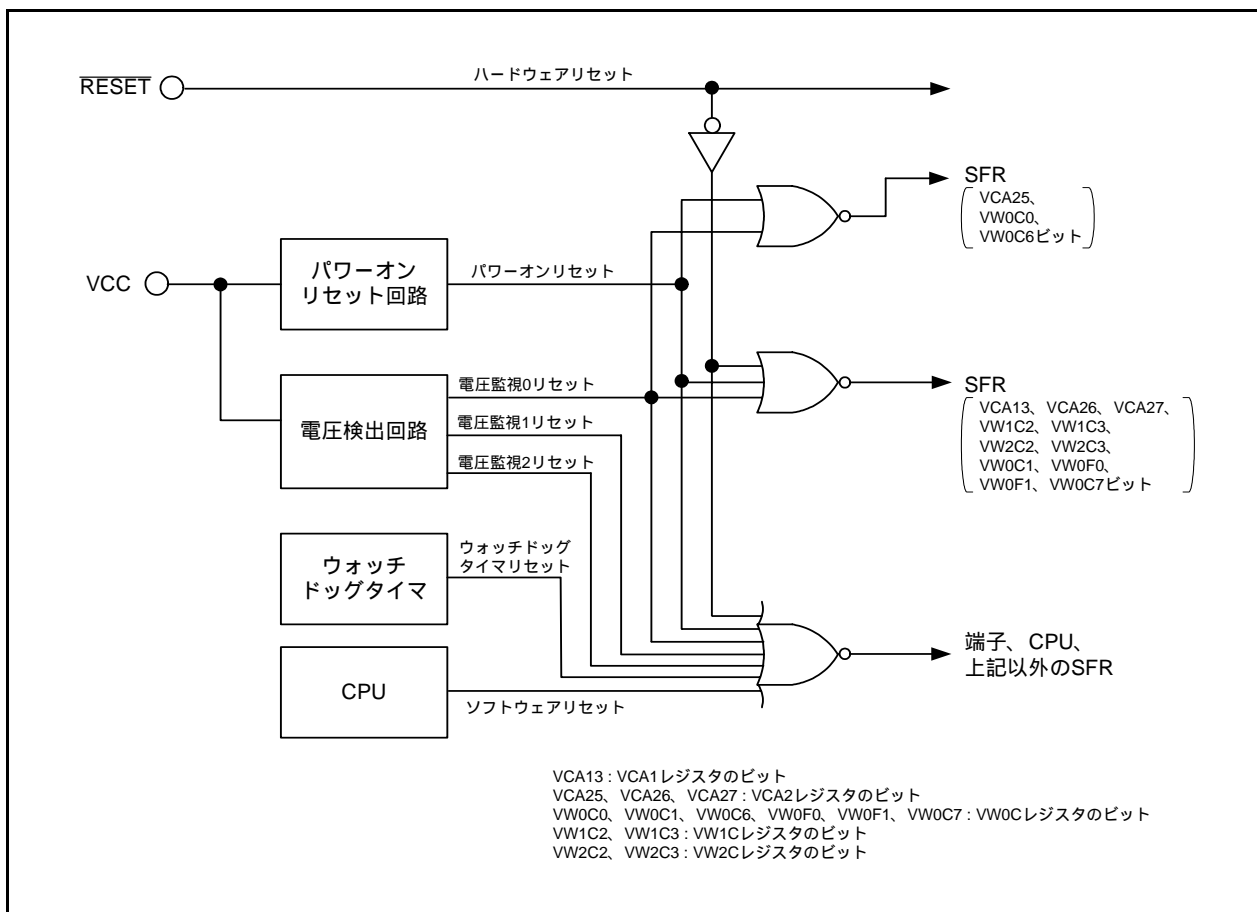 RESET
ハードウェアリセット
SFR
VCA25、
VW0C0、
VW0C6ビット
VCC
パワーオン
リセット回路
パワーオンリセット
電圧検出回路
電圧監視0リセット
電圧監視1リセット
電圧監視2リセット
SFR
VCA13、VCA26、VCA27、
VW1C2、VW1C3、
VW2C2、VW2C3、
VW0C1、VW0F0、
VW0F1、VW0C7ビット
ウォッチ
ドッグタイマ
ウォッチドッグ
タイマリセット
CPU
ソフトウェアリセット
端子、CPU、
上記以外のSFR
VCA13 : VCA1レジスタのビット
VCA25、VCA26、VCA27 : VCA2レジスタのビット
VW0C0、VW0C1、VW0C6、VW0F0、VW0F1、VW0C7 : VW0Cレジスタのビット
VW1C2、VW1C3 : VW1Cレジスタのビット
VW2C2、VW2C3 : VW2Cレジスタのビット